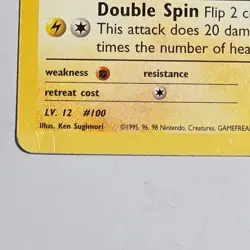 Double Spin Flip 2 c
This attack does 20 dam
times the number of hea
weakness resistance
retreat cost
LV. 12 #100
Illus. Ken Sugimori ©1995, 96, 98 Nintendo, Creatures, GAMEFREAK